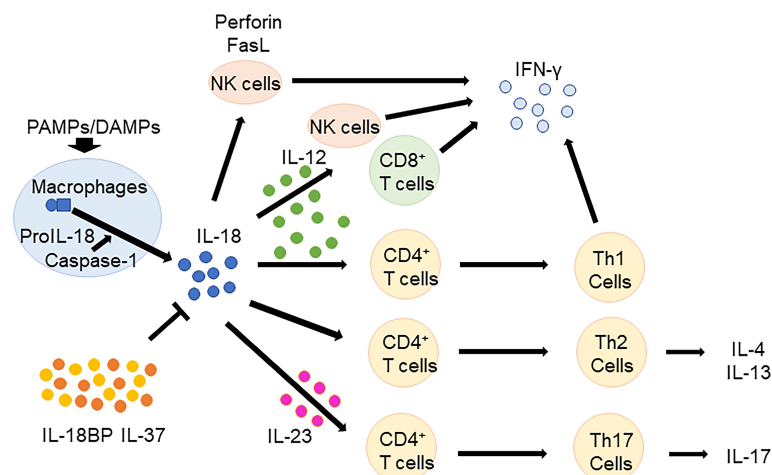 Perforin
FasL
NK cells
IFN-γ
PAMPs/DAMPs
NK cells
IL-12
CD8⁺
T cells
Macrophages
ProIL-18
Caspase-1
IL-18
CD4⁺
T cells
Th1
Cells
CD4⁺
T cells
Th2
Cells
IL-4
IL-13
IL-18BP IL-37
IL-23
CD4⁺
T cells
Th17
Cells
IL-17